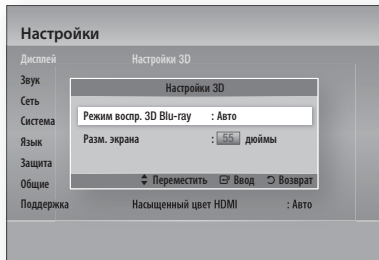 Настройки
Дисплей Настройки 3D
Звук
Настройки 3D
Сеть
Система Режим воспр. 3D Blu-ray : Авто
Язык Разм. экрана : 55 дюймы
Защита
Общие Переместить Ввод Возврат
Поддержка Насыщенный цвет HDMI : Авто